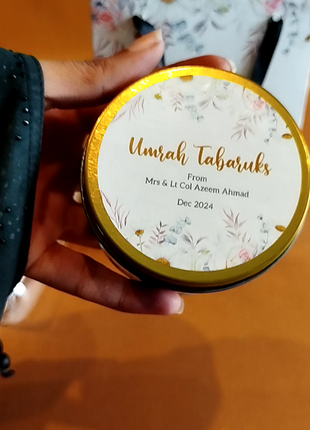 Umrah Tabaruks
From
Mrs & Lt Col Azeem Ahmad
Dec 2024